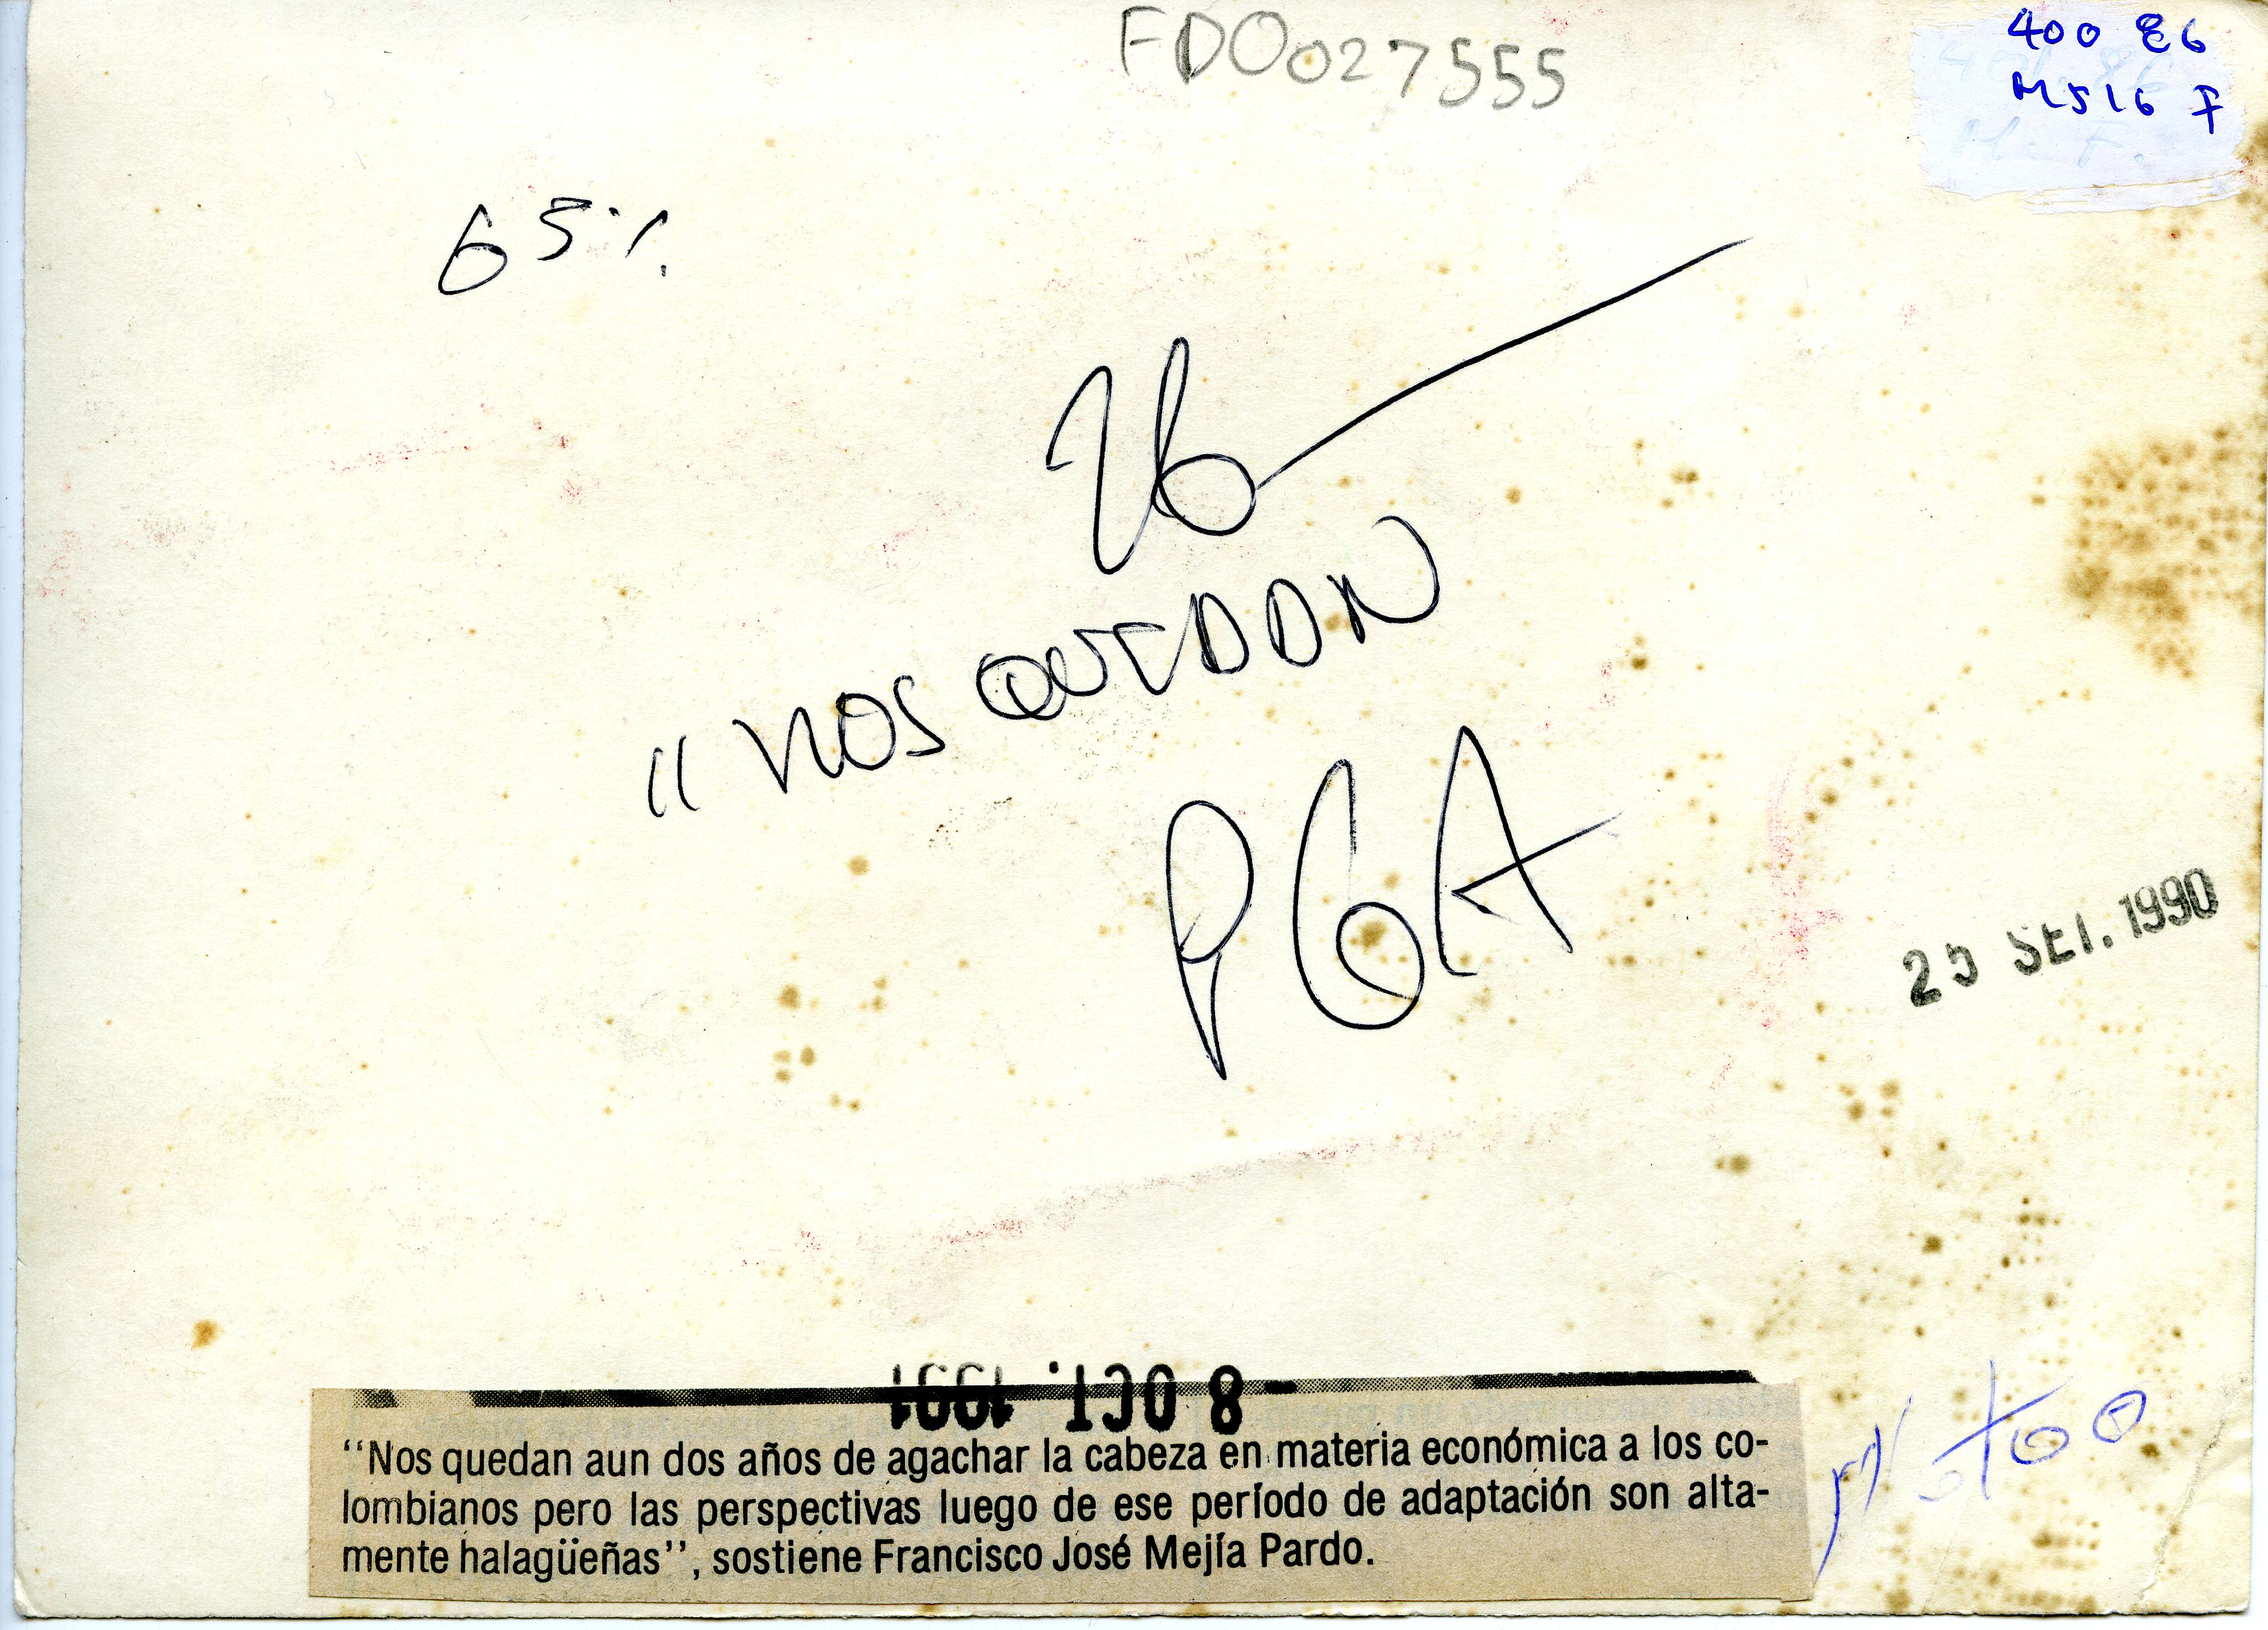 FDO027555
400 86
M516 F
65%
26
"NOS QUEDAN
P6A
25 SET. 1990
- 8 OCT. 1991
“Nos quedan aun dos años de agachar la cabeza en materia económica a los co-
lombianos pero las perspectivas luego de ese período de adaptación son alta-
mente halagüeñas”, sostiene Francisco José Mejía Pardo.